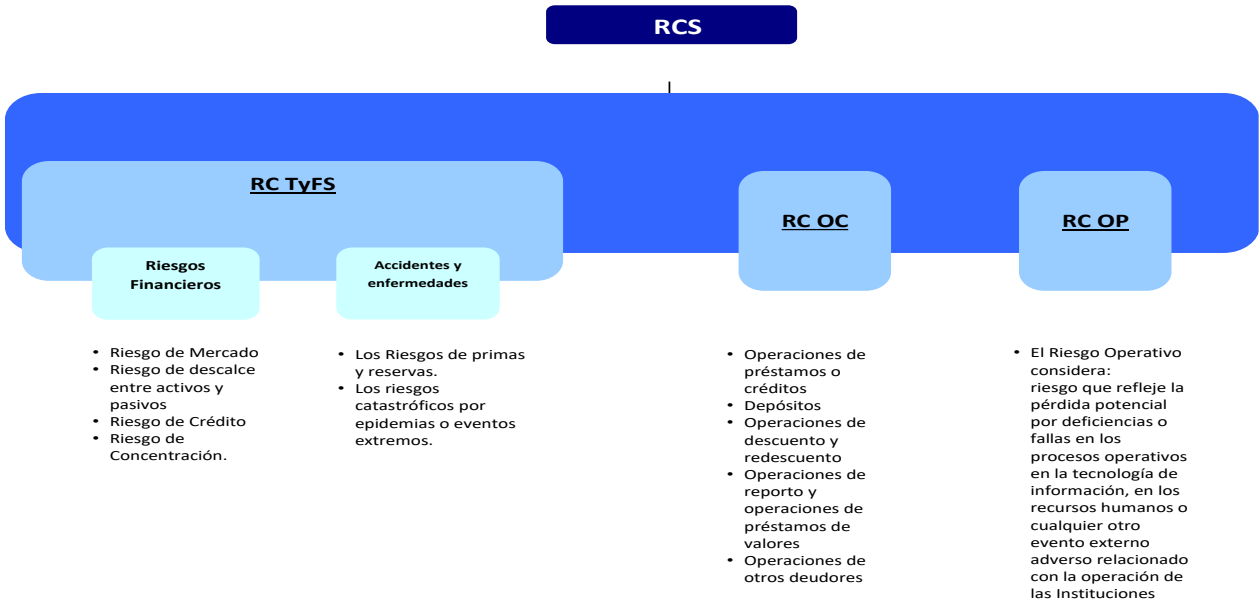 RCS
RC TyFS
Riesgos
Financieros
• Riesgo de Mercado
• Riesgo de descalce
entre activos y
pasivos
• Riesgo de Crédito
• Riesgo de
Concentración.
Accidentes y
enfermedades
• Los Riesgos de primas
y reservas.
• Los riesgos
catastróficos por
epidemias o eventos
extremos.
RC OC
• Operaciones de
préstamos o
créditos
• Depósitos
• Operaciones de
descuento y
redescuento
• Operaciones de
reporto y
operaciones de
préstamos de
valores
• Operaciones de
otros deudores
RC OP
• El Riesgo Operativo
considera:
riesgo que refleje la
pérdida potencial
por deficiencias o
fallas en los
procesos operativos
en la tecnología de
información, en los
recursos humanos o
cualquier otro
evento externo
adverso relacionado
con la operación de
las Instituciones